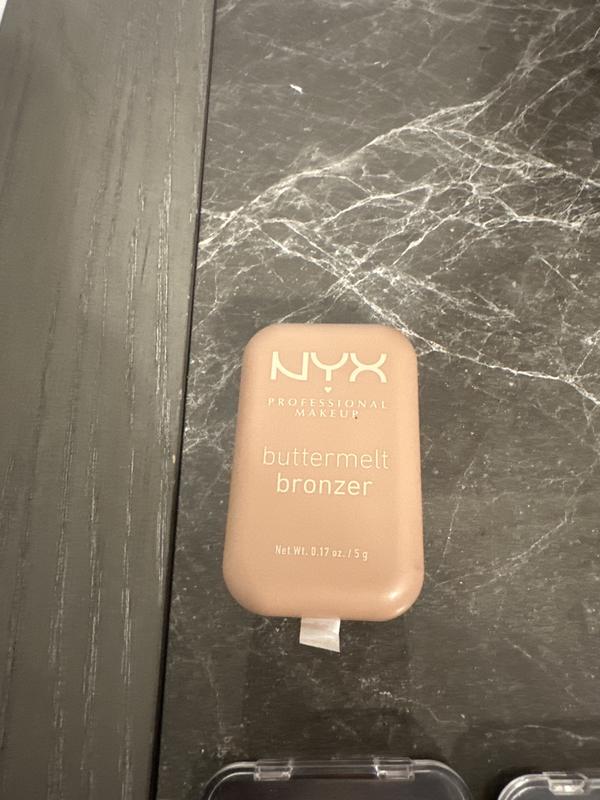 NYX
PROFESSIONAL
MAKEUP
buttermelt
bronzer
Net Wt. 0.17 oz. / 5 g